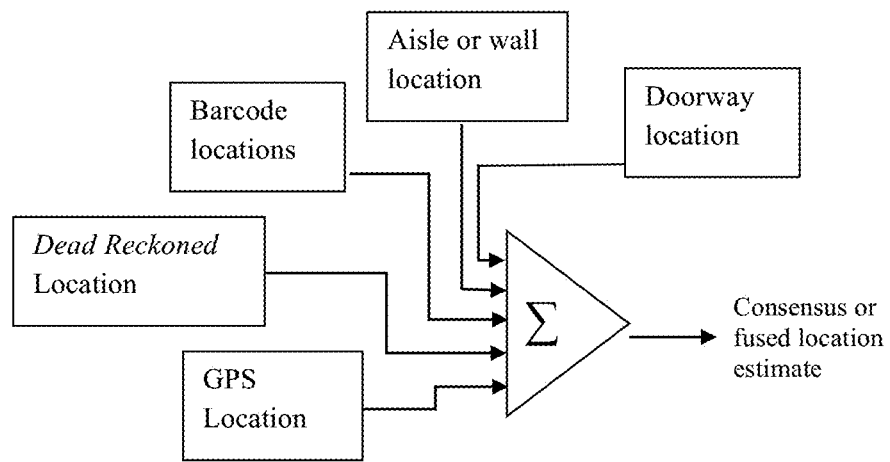 Aisle or wall
location
Doorway
location
Barcode
locations
Dead Reckoned
Location
GPS
Location
Σ
Consensus or
fused location
estimate